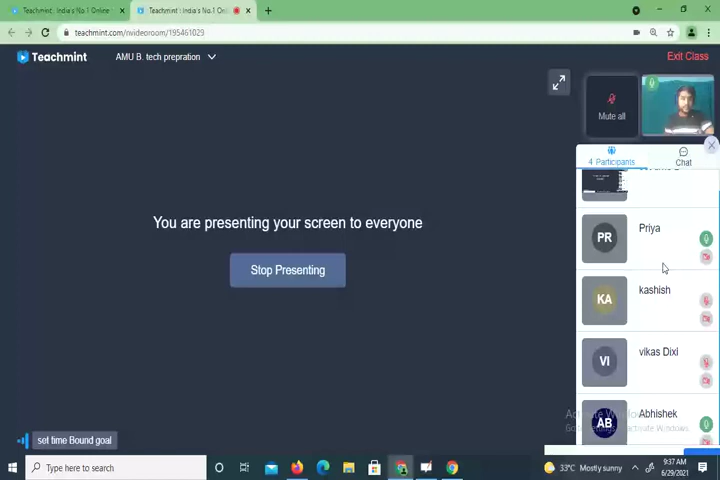 Teachmint : India's No.1 Online
Teachmint : India's No.1 Onl
teachmint.com/nvideoroom/195461029
Teachmint
AMU B. tech prepration
Exit Class
Mute all
4 Participants
Chat
You are presenting your screen to everyone
Stop Presenting
PR
Priya
KA
kashish
VI
vikas Dixi
AB
Abhishek
set time Bound goal
Type here to search
33°C Mostly sunny
9:37 AM
6/29/2021